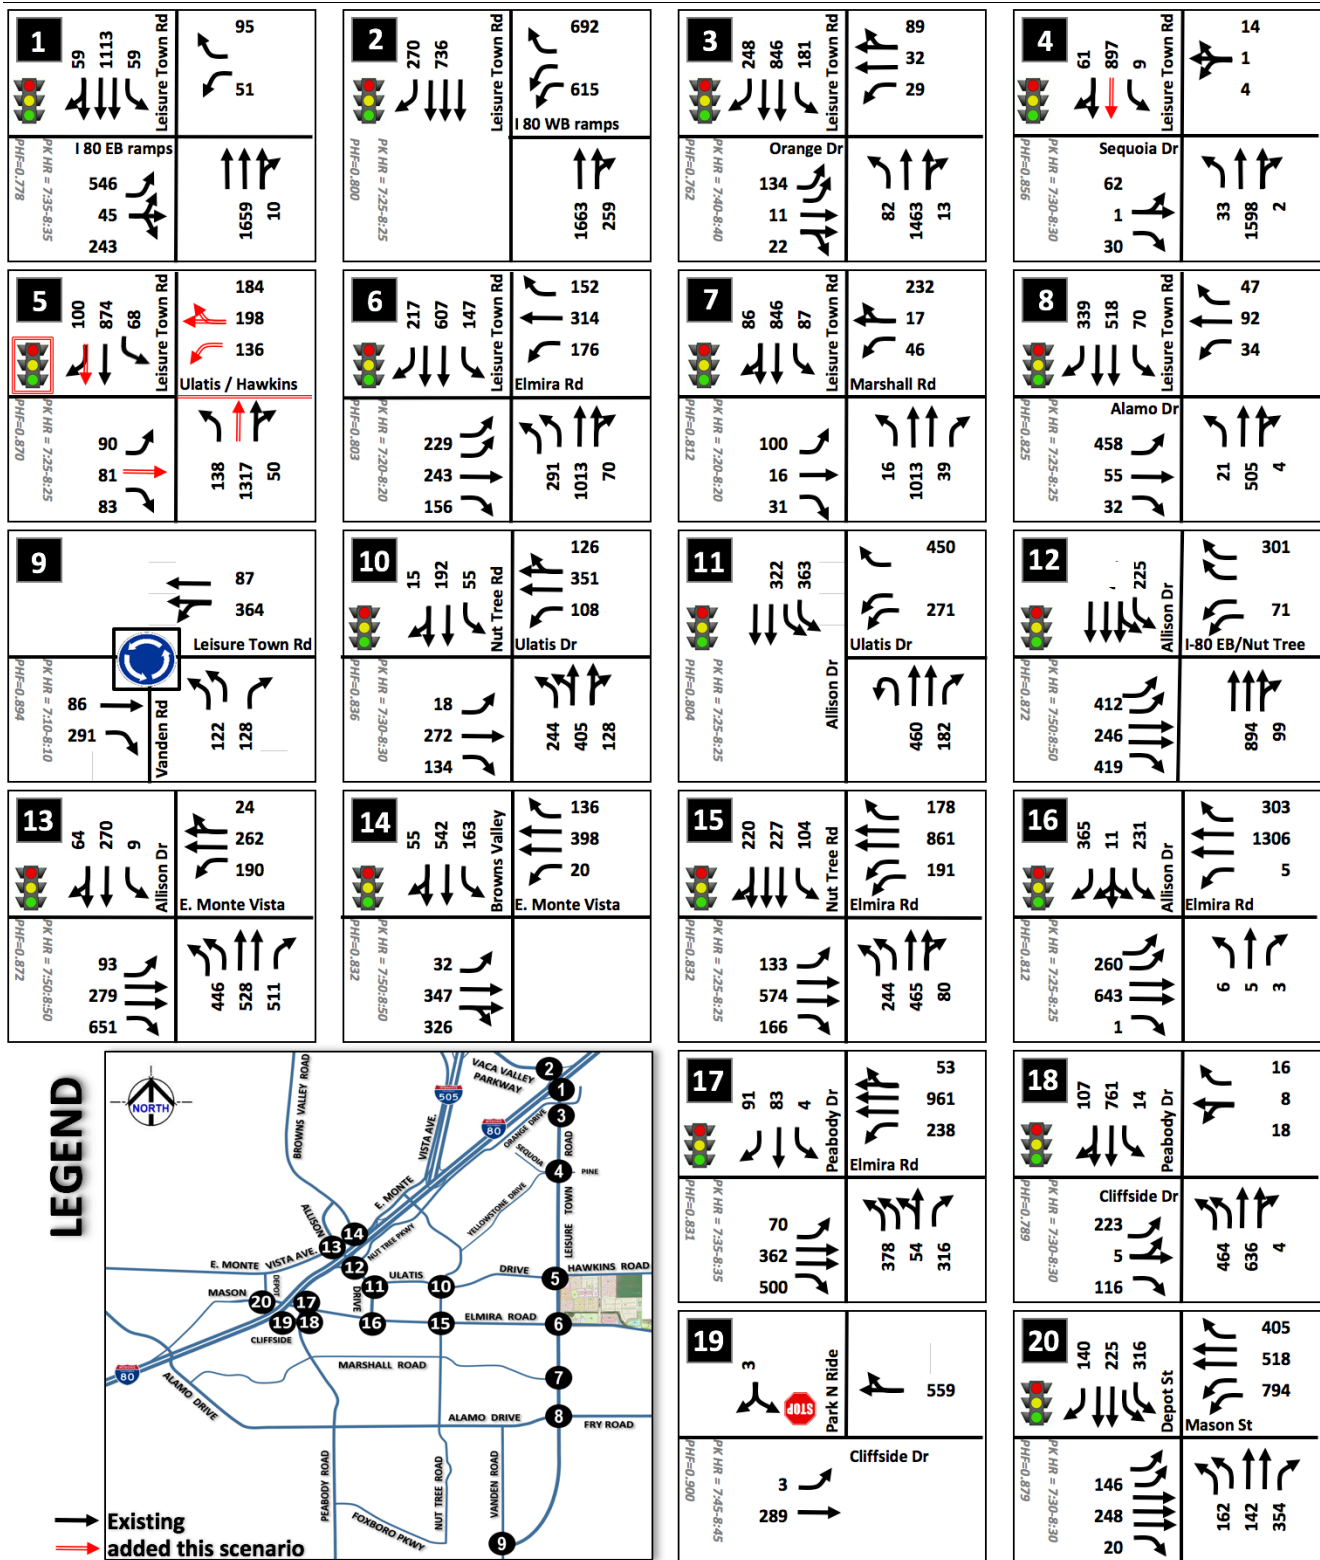 1
59
1113
59
Leisure Town Rd
95
51
I 80 EB ramps
PHF=0.778
PK HR = 7:35-8:35
546
45
243
1659
10
2
270
736
Leisure Town Rd
692
615
I 80 WB ramps
PHF=0.800
PK HR = 7:25-8:25
1663
259
3
248
846
181
Leisure Town Rd
89
32
29
Orange Dr
PHF=0.762
PK HR = 7:40-8:40
134
11
22
82
1463
13
4
61
897
9
Leisure Town Rd
14
1
4
Sequoia Dr
PHF=0.856
PK HR = 7:30-8:30
62
1
30
33
1598
2
5
100
874
68
Leisure Town Rd
184
198
136
Ulatis / Hawkins
PHF=0.870
PK HR = 7:25-8:25
90
81
83
138
1317
50
6
217
607
147
Leisure Town Rd
152
314
176
Elmira Rd
PHF=0.803
PK HR = 7:20-8:20
229
243
156
291
1013
70
7
86
846
87
Leisure Town Rd
232
17
46
Marshall Rd
PHF=0.812
PK HR = 7:20-8:20
100
16
31
16
1013
39
8
339
518
70
Leisure Town Rd
47
92
34
Alamo Dr
PHF=0.825
PK HR = 7:25-8:25
458
55
32
21
505
4
9
87
364
Leisure Town Rd
PHF=0.894
PK HR = 7:10-8:10
86
291
Vanden Rd
122
128
10
15
192
55
Nut Tree Rd
126
351
108
Ulatis Dr
PHF=0.836
PK HR = 7:30-8:30
18
272
134
244
405
128
11
322
363
450
271
Ulatis Dr
PHF=0.804
PK HR = 7:25-8:25
Allison Dr
460
182
12
225
Allison Dr
301
71
I-80 EB/Nut Tree
PHF=0.872
PK HR = 7:50-8:50
412
246
419
894
99
13
64
270
9
Allison Dr
24
262
190
E. Monte Vista
PHF=0.872
PK HR = 7:50-8:50
93
279
651
446
528
511
14
55
542
163
Browns Valley
136
398
20
E. Monte Vista
PHF=0.832
PK HR = 7:50-8:50
32
347
326
15
220
227
104
Nut Tree Rd
178
861
191
Elmira Rd
PHF=0.832
PK HR = 7:25-8:25
133
574
166
244
465
80
16
365
11
231
Allison Dr
303
1306
5
Elmira Rd
PHF=0.812
PK HR = 7:25-8:25
260
643
1
6
5
3
LEGEND
NORTH
BROWNS VALLEY ROAD
505
VISTA AVE.
VACA VALLEY
PARKWAY
2
1
80
ORANGE DRIVE
3
ROAD
SEQUOIA
4
PINE
E. MONTE
YELLOWSTONE DRIVE
TOWN
LEISURE
ALLISON
14
13
NUT TREE PKWY
E. MONTE
VISTA AVE.
12
11
ULATIS
10
DRIVE
5
HAWKINS ROAD
DEPOT
MASON
20
17
DRIVE
19
18
16
15
ELMIRA ROAD
6
CLIFFSIDE
80
MARSHALL ROAD
7
ALAMO DRIVE
ALAMO DRIVE
8
FRY ROAD
PEABODY ROAD
NUT TREE ROAD
VANDEN ROAD
FOXBORO PKWY
9
Existing
added this scenario
17
91
83
4
Peabody Dr
53
961
238
Elmira Rd
PHF=0.831
PK HR = 7:35-8:35
70
362
500
378
54
316
18
107
761
14
Peabody Dr
16
8
18
Cliffside Dr
PHF=0.789
PK HR = 7:30-8:30
223
5
116
464
636
4
19
3
STOP
Park N Ride
559
PHF=0.900
PK HR = 7:45-8:45
Cliffside Dr
3
289
20
140
225
316
Depot St
405
518
794
Mason St
PHF=0.879
PK HR = 7:30-8:30
146
248
20
162
142
354